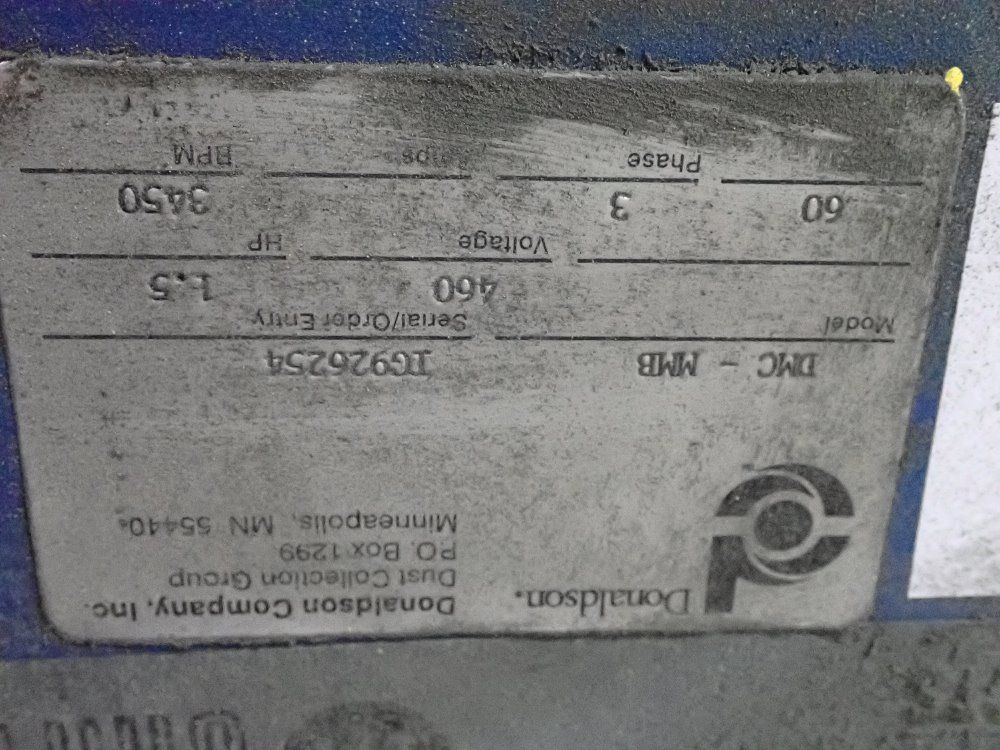 Donaldson.
Donaldson Company, Inc.
Dust Collection Group
P.O. Box 1299
Minneapolis, MN 55440
DMC - MMB IG926254
Model Serial/Order Entry
460 1.5
Voltage HP
60 3 3450
Phase RPM